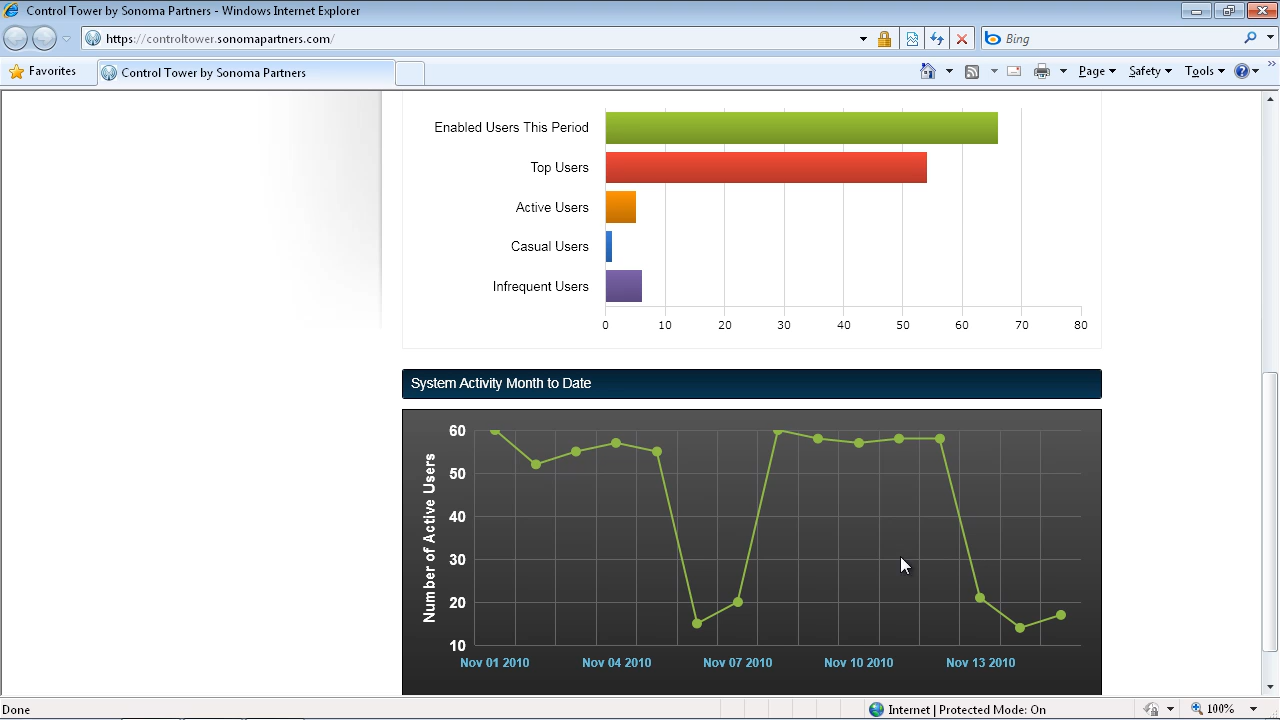 Control Tower by Sonoma Partners - Windows Internet Explorer
https://controltower.sonomapartners.com/
Bing
Favorites
Control Tower by Sonoma Partners
Page
Safety
Tools
Enabled Users This Period
Top Users
Active Users
Casual Users
Infrequent Users
0 10 20 30 40 50 60 70 80
System Activity Month to Date
Number of Active Users
60
50
40
30
20
10
Nov 01 2010 Nov 04 2010 Nov 07 2010 Nov 10 2010 Nov 13 2010
Done
Internet | Protected Mode: On
100%